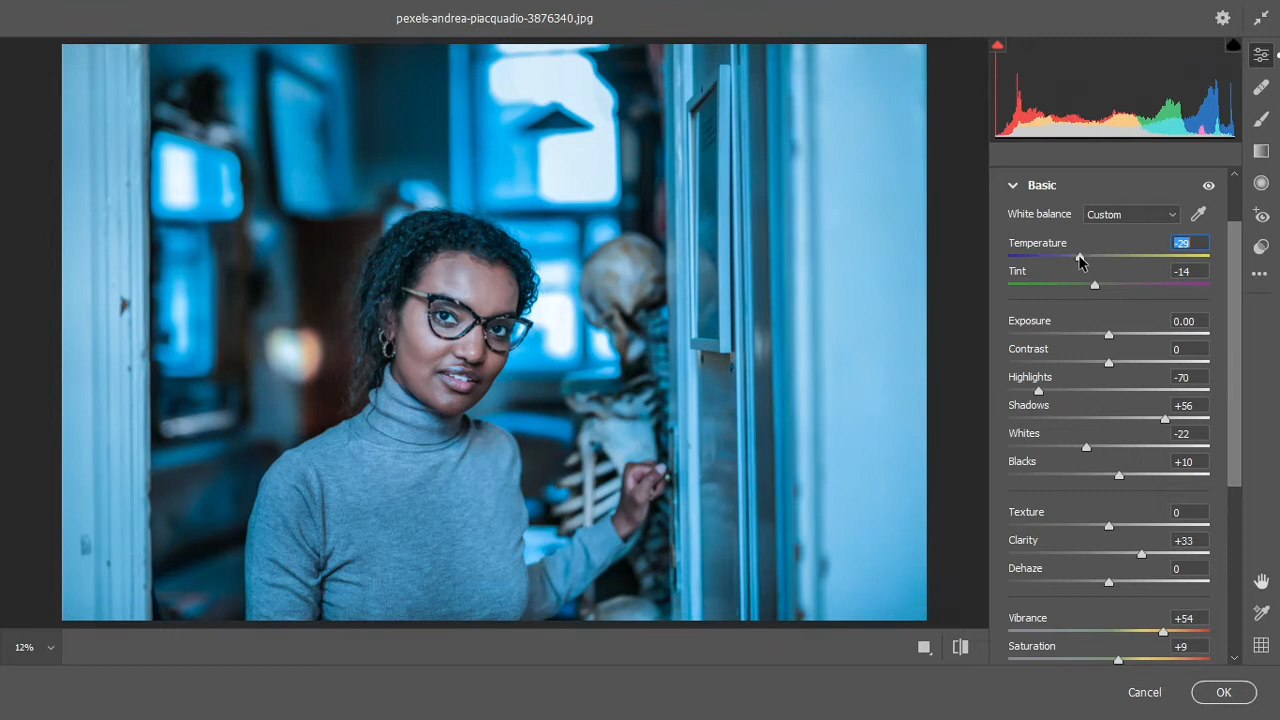 pexels-andrea-piacquadio-3876340.jpg
Basic
White balance Custom
Temperature -29
Tint -14
Exposure 0.00
Contrast 0
Highlights -70
Shadows +56
Whites -22
Blacks +10
Texture 0
Clarity +33
Dehaze 0
Vibrance +54
Saturation +9
12%
Cancel OK